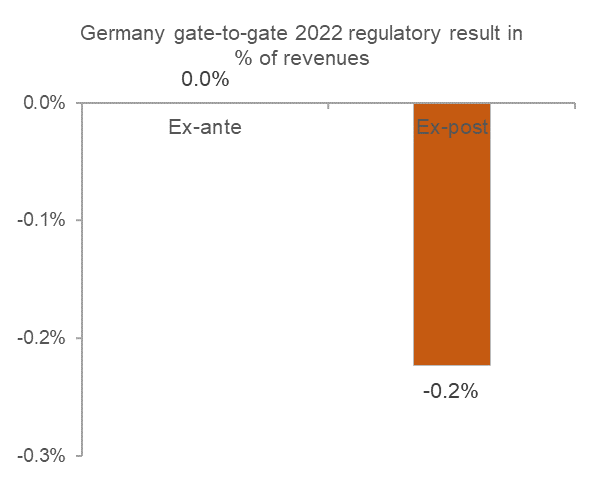 Germany gate-to-gate 2022 regulatory result in
% of revenues
0.0%
0.0%
Ex-ante
Ex-post
-0.1%
-0.2%
-0.2%
-0.3%